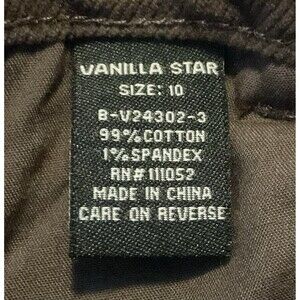 VANILLA STAR
SIZE: 10
B-V24302-3
99%COTTON
1%SPANDEX
RN#111052
MADE IN CHINA
CARE ON REVERSE